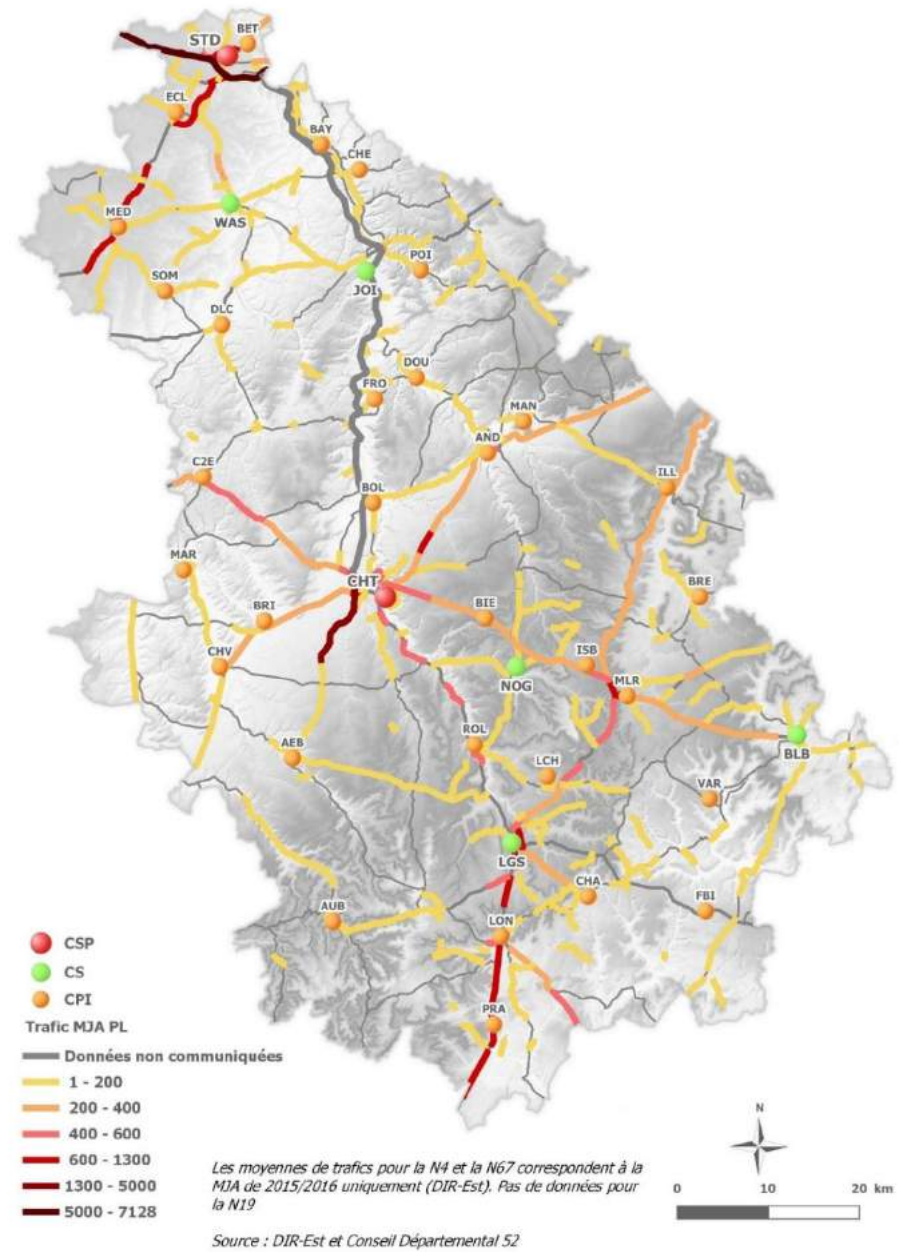 BET
STD
ECL
BAY
CHE
WAS
MED
POI
SOM
JOI
DLC
DOU
FRO
MAN
AND
C2E
ILL
BOL
MAR
CHT
BRE
BRI
BIE
CHV
ISB
NOG
MLR
AEB
ROL
BLB
LCH
VAR
LGS
CHA
FBI
AUB
LON
PRA
CSP
CS
CPI
Trafic MJA PL
Données non communiquées
1 - 200
200 - 400
400 - 600
600 - 1300
1300 - 5000
5000 - 7128
N
Les moyennes de trafics pour la N4 et la N67 correspondent à la
MJA de 2015/2016 uniquement (DIR-Est). Pas de données pour
la N19
0 10 20 km
Source : DIR-Est et Conseil Départemental 52